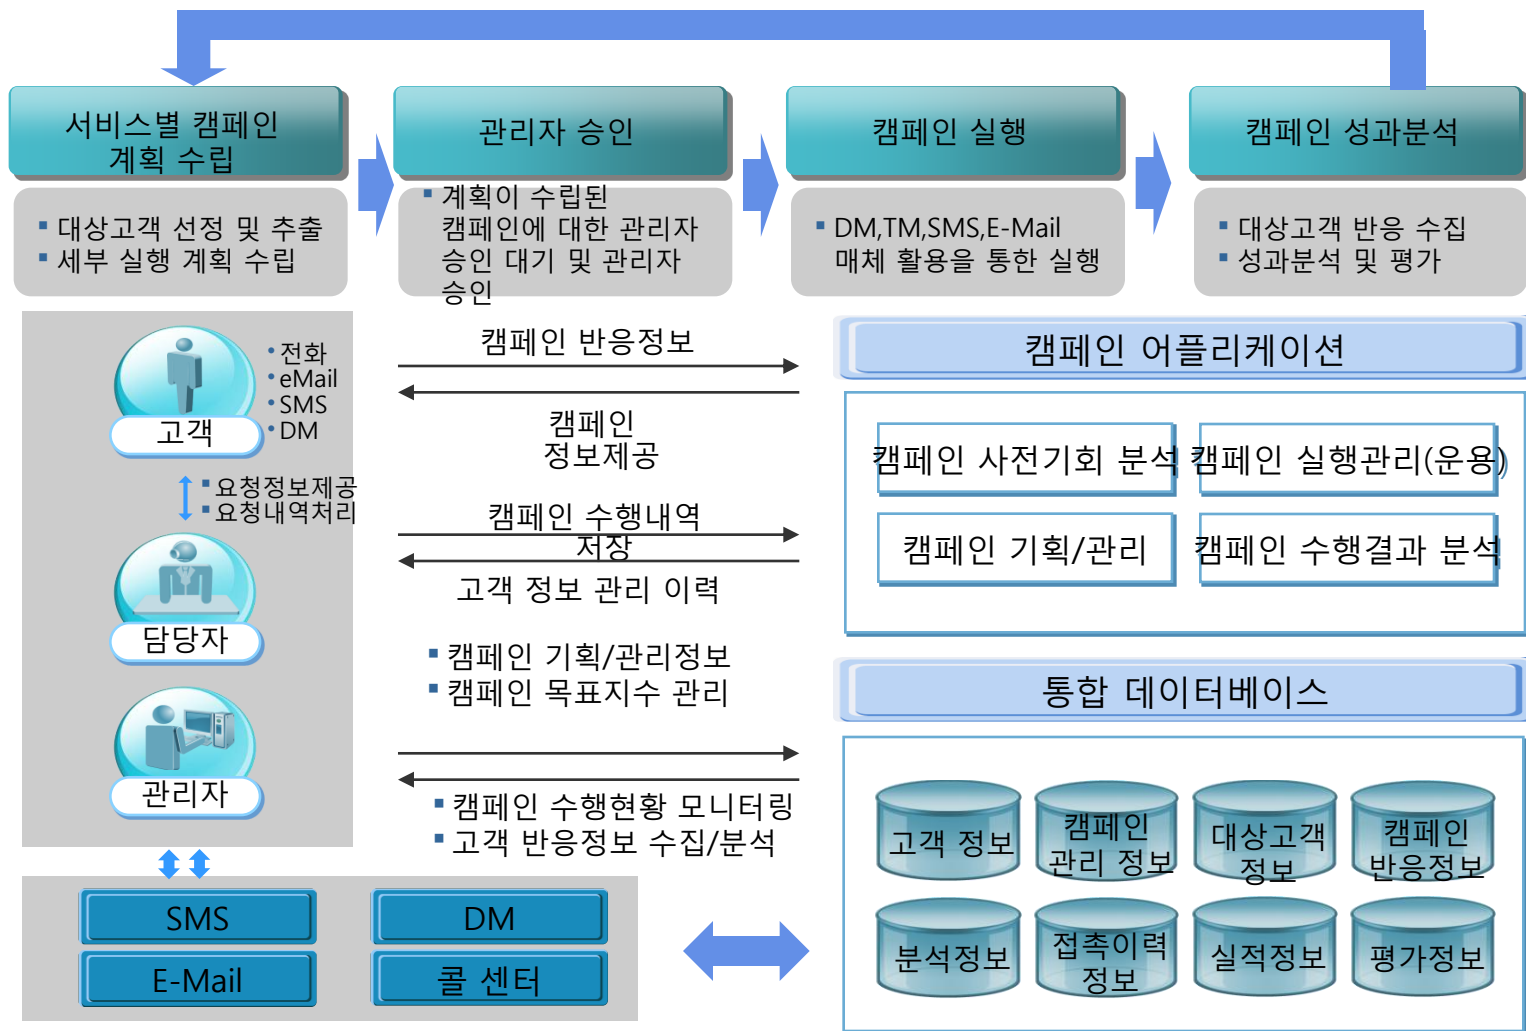 서비스별 캠페인
계획 수립
관리자 승인
캠페인 실행
캠페인 성과분석
대상고객 선정 및 추출
세부 실행 계획 수립
계획이 수립된
캠페인에 대한 관리자
승인 대기 및 관리자
승인
DM,TM,SMS,E-Mail
매체 활용을 통한 실행
대상고객 반응 수집
성과분석 및 평가
고객
전화
eMail
SMS
DM
요청정보제공
요청내역처리
담당자
관리자
캠페인 반응정보
캠페인
정보제공
캠페인 수행내역
저장
고객 정보 관리 이력
캠페인 기획/관리정보
캠페인 목표지수 관리
캠페인 수행현황 모니터링
고객 반응정보 수집/분석
캠페인 어플리케이션
캠페인 사전기회 분석
캠페인 실행관리(운용)
캠페인 기획/관리
캠페인 수행결과 분석
통합 데이터베이스
고객 정보
캠페인
관리 정보
대상고객
정보
캠페인
반응정보
분석정보
접촉이력
정보
실적정보
평가정보
SMS
DM
E-Mail
콜 센터